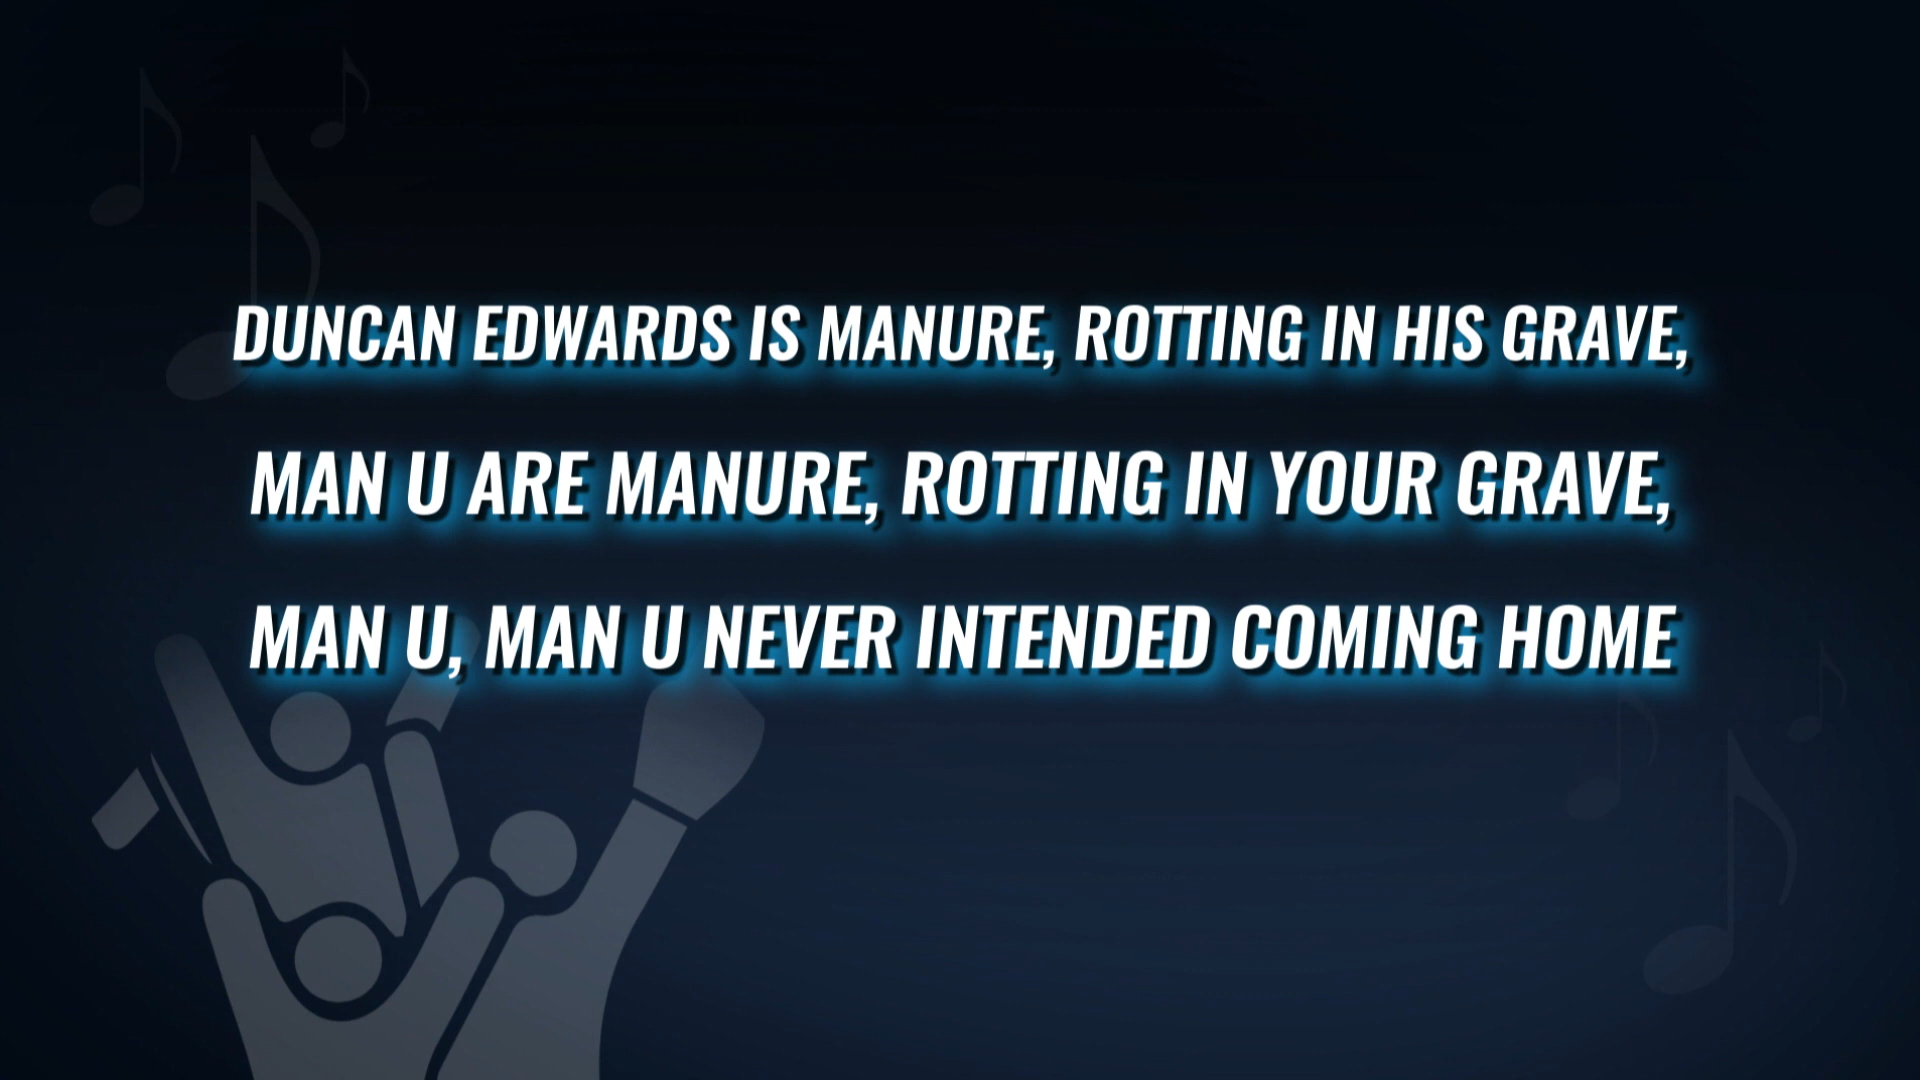 DUNCAN EDWARDS IS MANURE, ROTTING IN HIS GRAVE,
MAN U ARE MANURE, ROTTING IN YOUR GRAVE,
MAN U, MAN U NEVER INTENDED COMING HOME